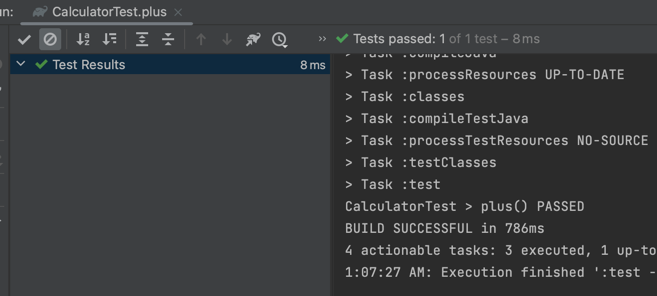 un:
CalculatorTest.plus
Tests passed: 1 of 1 test – 8 ms
Test Results 8 ms
> Task :compileJava
> Task :processResources UP-TO-DATE
> Task :classes
> Task :compileTestJava
> Task :processTestResources NO-SOURCE
> Task :testClasses
> Task :test
CalculatorTest > plus() PASSED
BUILD SUCCESSFUL in 786ms
4 actionable tasks: 3 executed, 1 up-to
1:07:27 AM: Execution finished ':test -